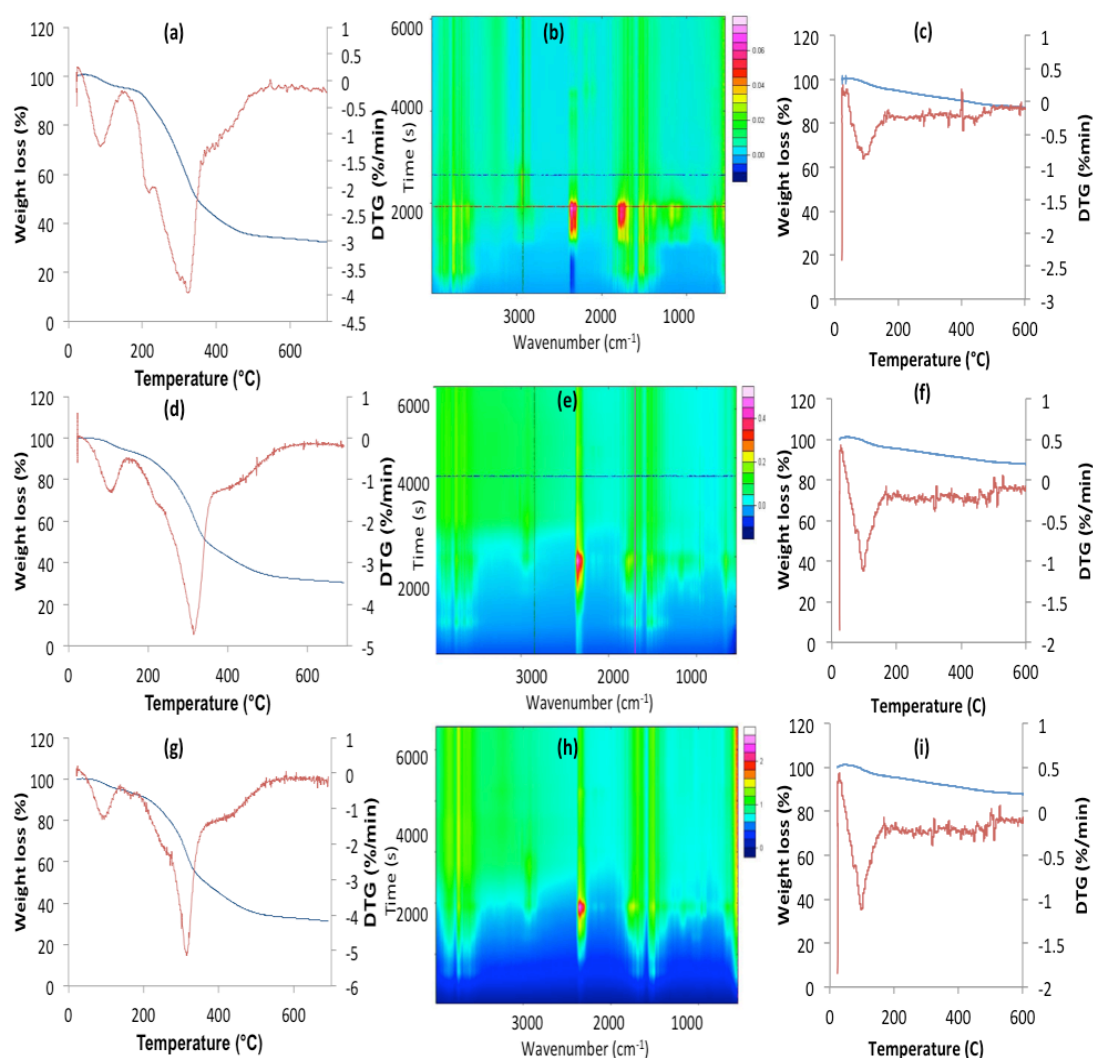 (a)
120
100
80
60
40
20
0
Weight loss (%)
1
0.5
0
-0.5
-1
-1.5
-2
-2.5
-3
-3.5
-4
-4.5
DTG (%/min)
0 200 400 600
Temperature (°C)
(b)
6000
4000
2000
Time (s)
0.06
0.04
0.02
0.00
3000 2000 1000
Wavenumber (cm-1)
(c)
120
100
80
60
40
20
0
Weight loss (%)
1
0.5
0
-0.5
-1
-1.5
-2
-2.5
-3
DTG (%min)
0 200 400 600
Temperature (°C)
(d)
120
100
80
60
40
20
0
Weight loss (%)
1
0
-1
-2
-3
-4
-5
DTG (%/min)
0 200 400 600
Temperature (°C)
(e)
6000
4000
2000
Time (s)
0.4
0.2
0.0
3000 2000 1000
Wavenumber (cm-1)
(f)
120
100
80
60
40
20
0
Weight loss (%)
1
0.5
0
-0.5
-1
-1.5
-2
DTG (%/min)
0 200 400 600
Temperature (C)
(g)
120
100
80
60
40
20
0
Weight loss (%)
1
0
-1
-2
-3
-4
-5
-6
DTG (%/min)
0 200 400 600
Temperature (°C)
(h)
6000
4000
2000
0
Time (s)
2
1
0
3000 2000 1000
Wavenumber (cm-1)
(i)
120
100
80
60
40
20
0
Weight loss (%)
1
0.5
0
-0.5
-1
-1.5
-2
DTG (%/min)
0 200 400 600
Temperature (C)